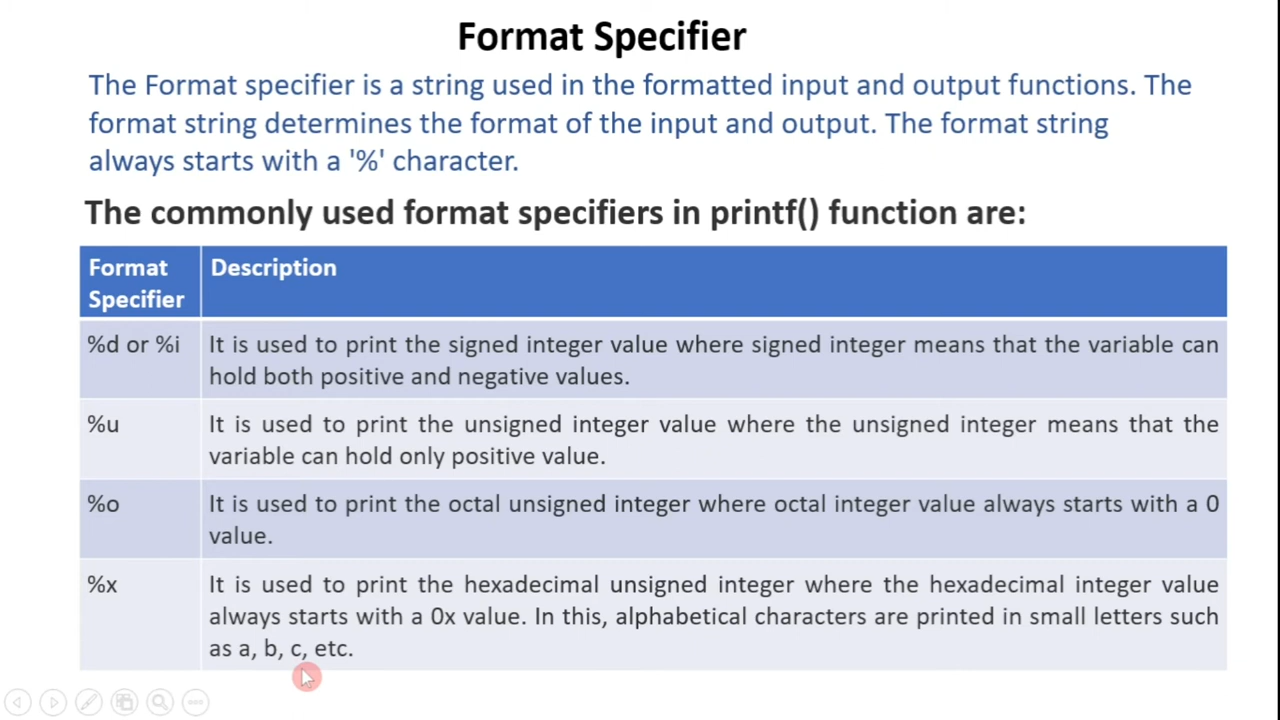 Format Specifier
The Format specifier is a string used in the formatted input and output functions. The
format string determines the format of the input and output. The format string
always starts with a '%' character.
The commonly used format specifiers in printf() function are:
Format
Specifier
Description
%d or %i
It is used to print the signed integer value where signed integer means that the variable can
hold both positive and negative values.
%u
It is used to print the unsigned integer value where the unsigned integer means that the
variable can hold only positive value.
%o
It is used to print the octal unsigned integer where octal integer value always starts with a 0
value.
%x
It is used to print the hexadecimal unsigned integer where the hexadecimal integer value
always starts with a 0x value. In this, alphabetical characters are printed in small letters such
as a, b, c, etc.